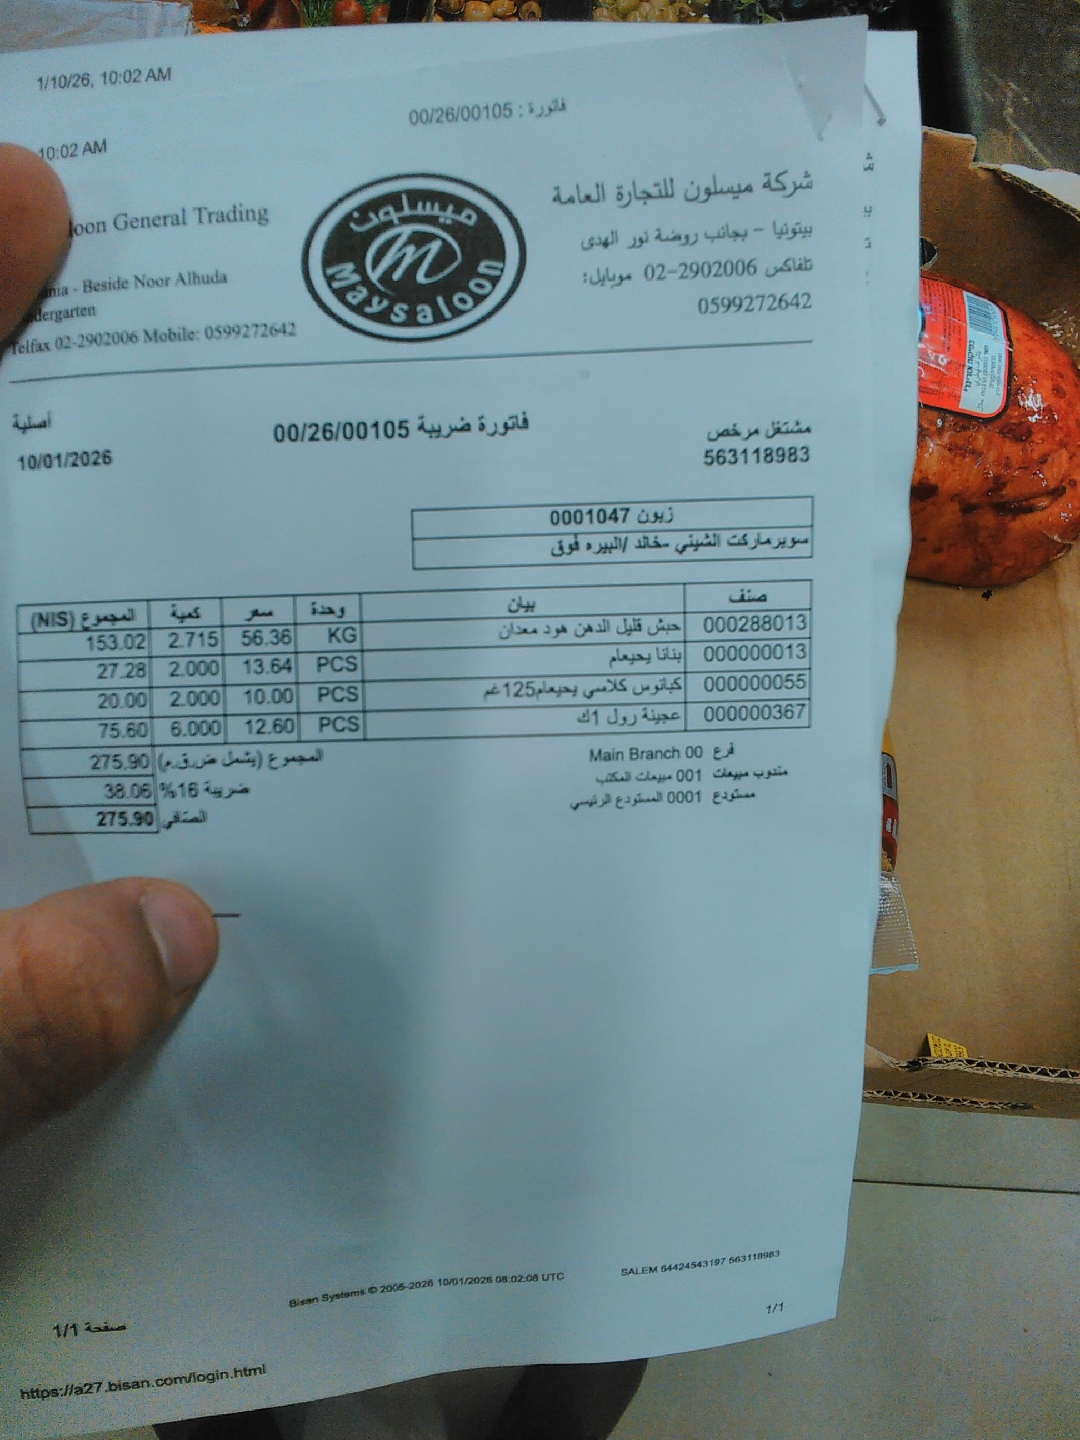 1/10/26, 10:02 AM
فاتورة : 00/26/00105
10:02 AM
General Trading
شركة ميسلون للتجارة العامة
ميسلون
Maysaloon
- Beside Noor Alhuda
بيتونيا - بجانب روضة نور الهدى
Telfax 02-2902006 Mobile: 0599272642
تلفاكس 2902006-02 موبايل:
0599272642
أصلية
فاتورة ضريبة 00/26/00105
مشتغل مرخص
10/01/2026
563118983
زبون 0001047
سوبرماركت الشيني -خالد /البيره فوق
صنف بيان وحدة سعر كمية المجموع (NIS)
000288013 حبش قليل الدهن هود معدان KG 56.36 2.715 153.02
000000013 بنانا يحيعام PCS 13.64 2.000 27.28
000000055 كبانوس كلاسي يحيعام125غم PCS 10.00 2.000 20.00
000000367 عجينة رول 1ك PCS 12.60 6.000 75.60
المجموع (يشمل ض.ق.م) 275.90
ضريبة 16% 38.06
الصافي 275.90
فرع 00 Main Branch
مندوب مبيعات 001 مبيعات المكتب
مستودع 0001 المستودع الرئيسي
Bisan Systems © 2005-2026 10/01/2026 08:02:08 UTC
SALEM 64424543197 563118983
صفحة 1/1
1/1
https://a27.bisan.com/login.html